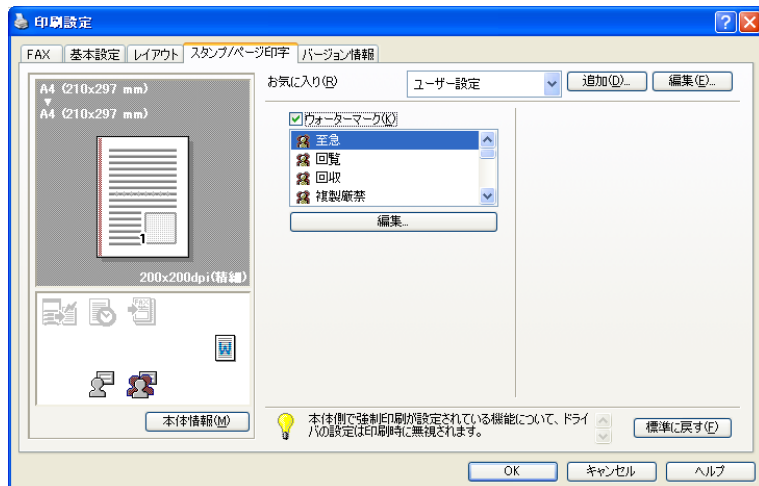 印刷設定
FAX 基本設定 レイアウト スタンプ/ページ印字 バージョン情報
A4 (210x297 mm)
A4 (210x297 mm)
1
200x200dpi(精細)
FAX
W
本体情報(M)
お気に入り(R) ユーザー設定 追加(D)... 編集(E)...
ウォーターマーク(K)
至急
回覧
回収
複製厳禁
編集...
本体側で強制印刷が設定されている機能について、ドライ
バの設定は印刷時に無視されます。
標準に戻す(F)
OK キャンセル ヘルプ